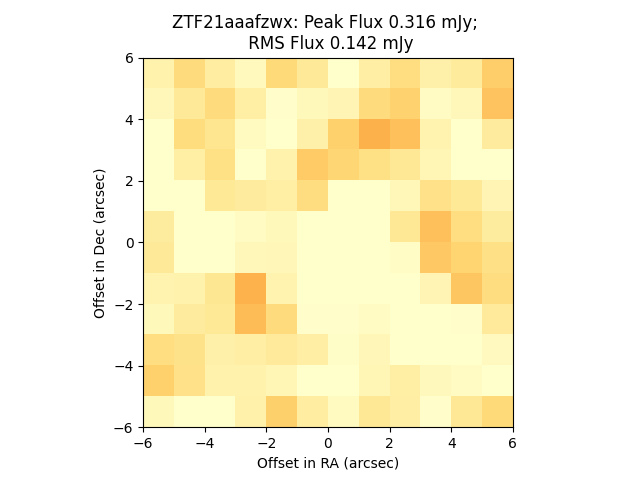 ZTF21aaafzwx: Peak Flux 0.316 mJy;
RMS Flux 0.142 mJy
6
4
2
0
−2
−4
−6
Offset in Dec (arcsec)
−6 −4 −2 0 2 4 6
Offset in RA (arcsec)